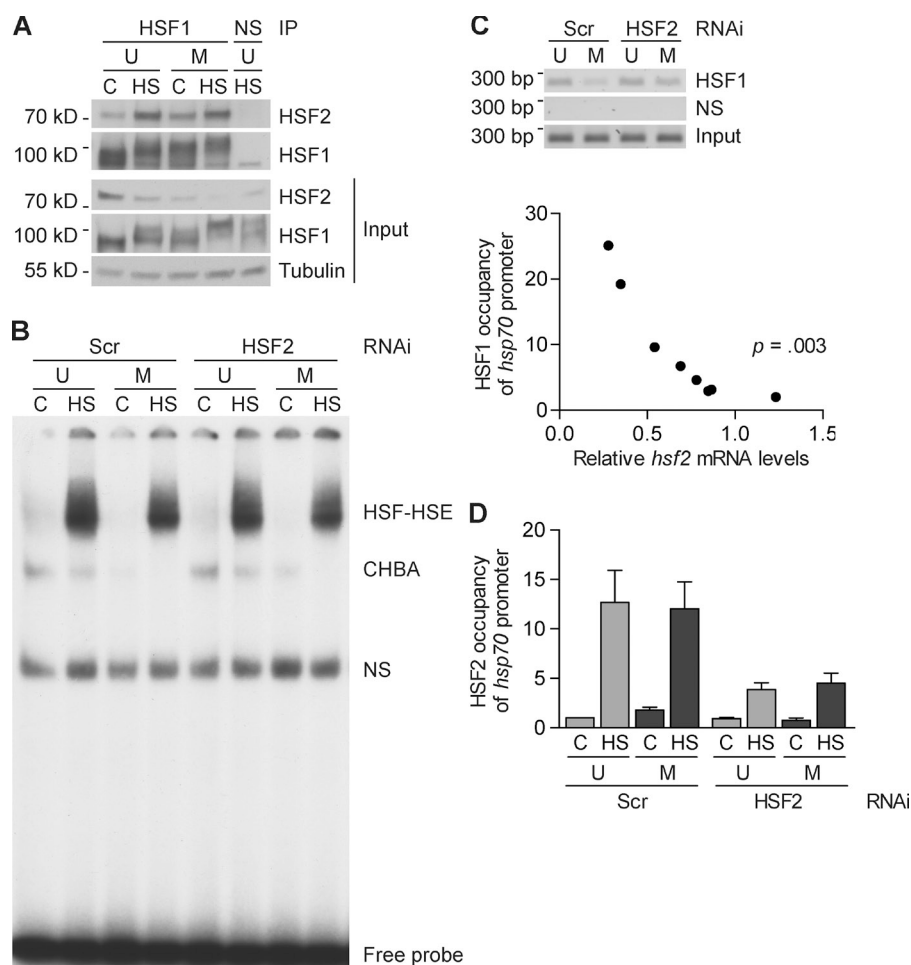 A
HSF1 NS IP
U M U
C HS C HS HS
70 kD HSF2
100 kD HSF1
70 kD HSF2
100 kD HSF1
Input
55 kD Tubulin
B
Scr HSF2 RNAi
U M U M
C HS C HS C HS C HS
HSF-HSE
CHBA
NS
Free probe
C
Scr HSF2 RNAi
U M U M
300 bp HSF1
300 bp NS
300 bp Input
HSF1 occupancy
of hsp70 promoter
30
20
10
0
p = .003
0.0 0.5 1.0 1.5
Relative hsf2 mRNA levels
D
HSF2 occupancy
of hsp70 promoter
20
15
10
5
0
C HS C HS C HS C HS
U M U M
Scr HSF2 RNAi